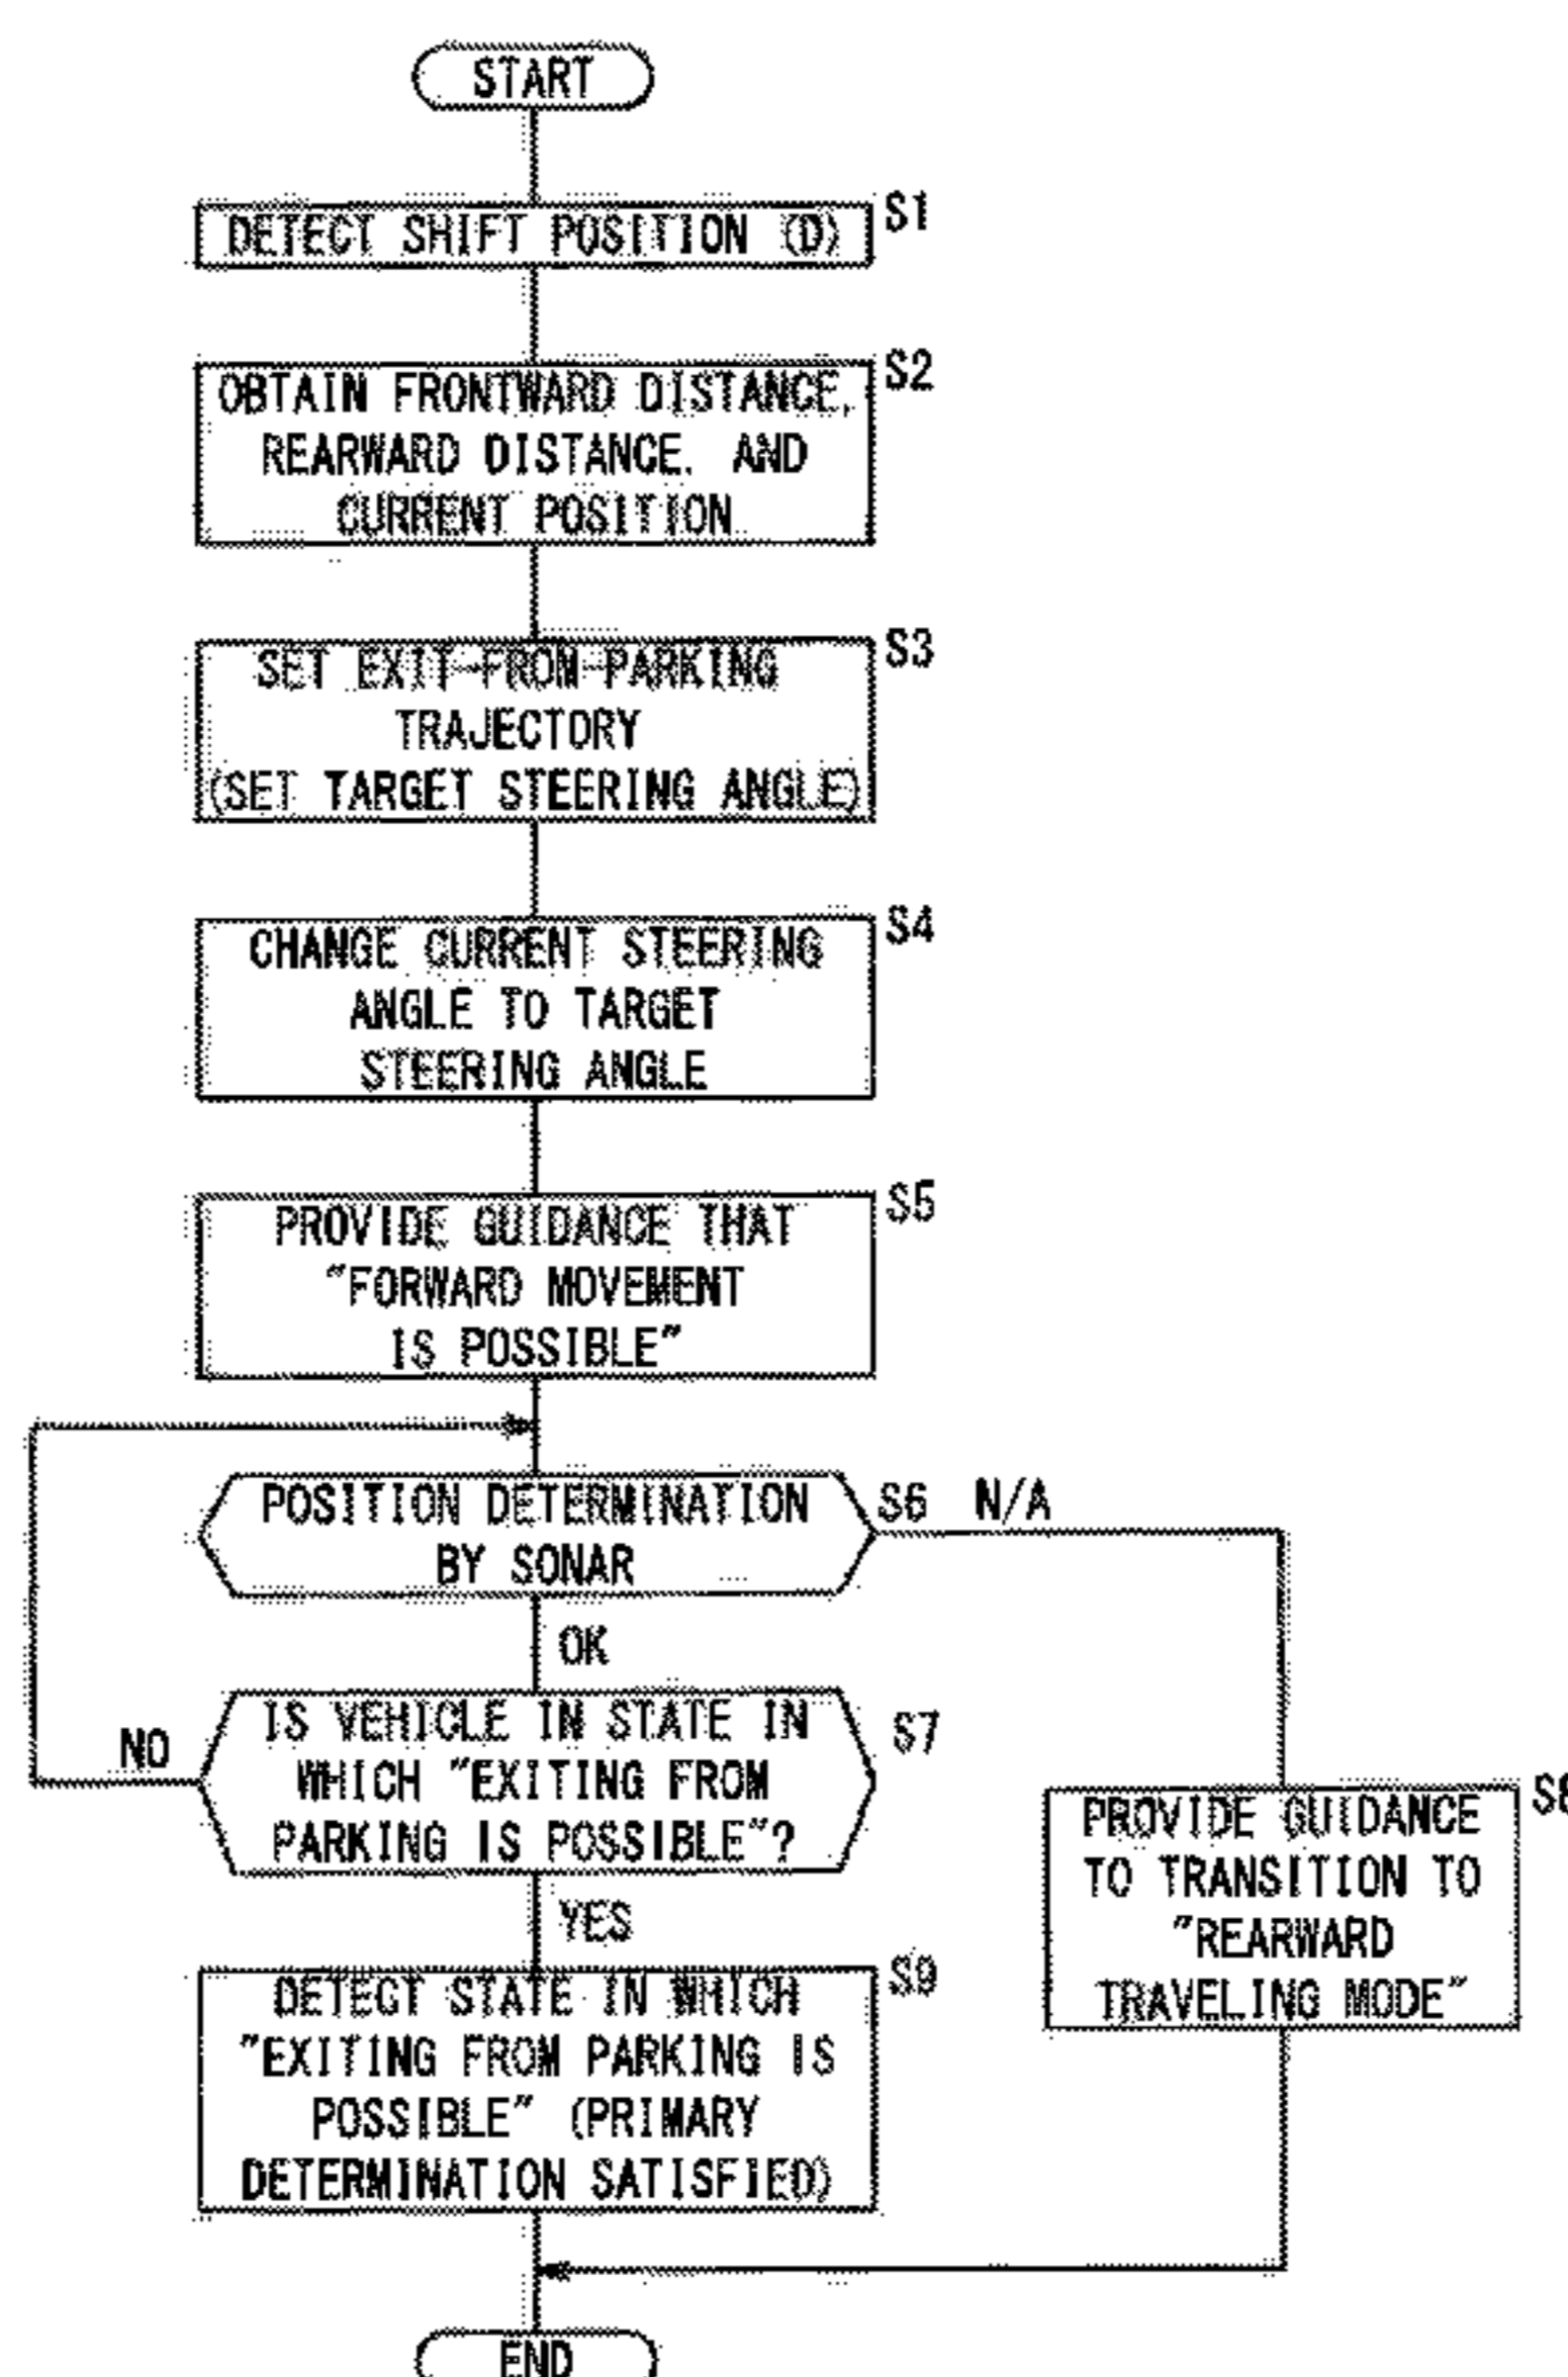 START
S1
DETECT SHIFT POSITION (D)
S2
OBTAIN FRONTWARD DISTANCE,
REARWARD DISTANCE, AND
CURRENT POSITION
S3
SET EXIT-FROM-PARKING
TRAJECTORY
(SET TARGET STEERING ANGLE)
S4
CHANGE CURRENT STEERING
ANGLE TO TARGET
STEERING ANGLE
S5
PROVIDE GUIDANCE THAT
"FORWARD MOVEMENT
IS POSSIBLE"
POSITION DETERMINATION
BY SONAR
S6 N/A
OK
IS VEHICLE IN STATE IN
WHICH "EXITING FROM
PARKING IS POSSIBLE"?
S7
NO
YES
S8
PROVIDE GUIDANCE
TO TRANSITION TO
"REARWARD
TRAVELING MODE"
S9
DETECT STATE IN WHICH
"EXITING FROM PARKING IS
POSSIBLE" (PRIMARY
DETERMINATION SATISFIED)
END